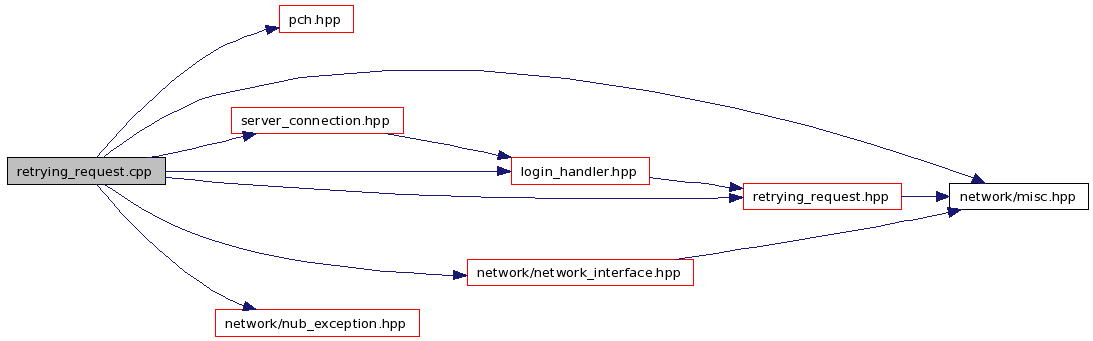 pch.hpp
server_connection.hpp
retrying_request.cpp
login_handler.hpp
retrying_request.hpp
network/misc.hpp
network/network_interface.hpp
network/nub_exception.hpp